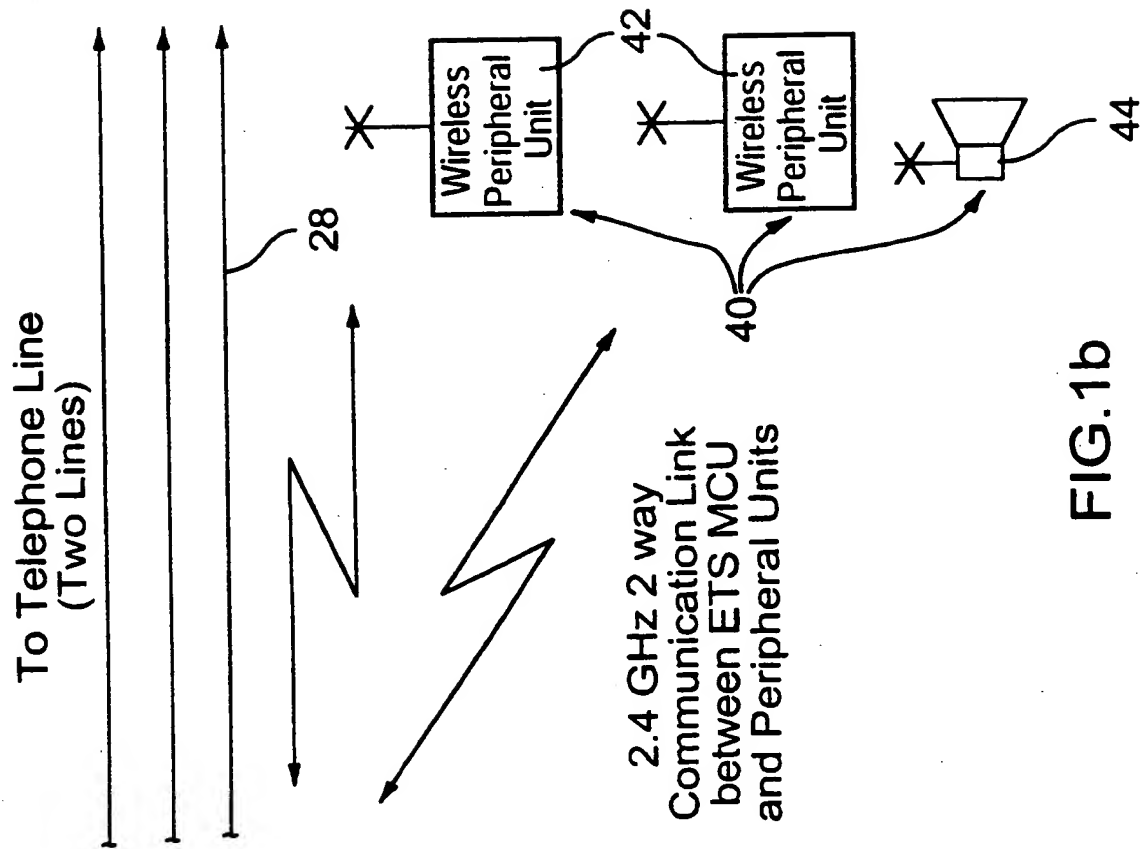 To Telephone Line
(Two Lines)
28
Wireless
Peripheral
Unit
42
Wireless
Peripheral
Unit
40
44
2.4 GHz 2 way
Communication Link
between ETS MCU
and Peripheral Units
FIG.1b